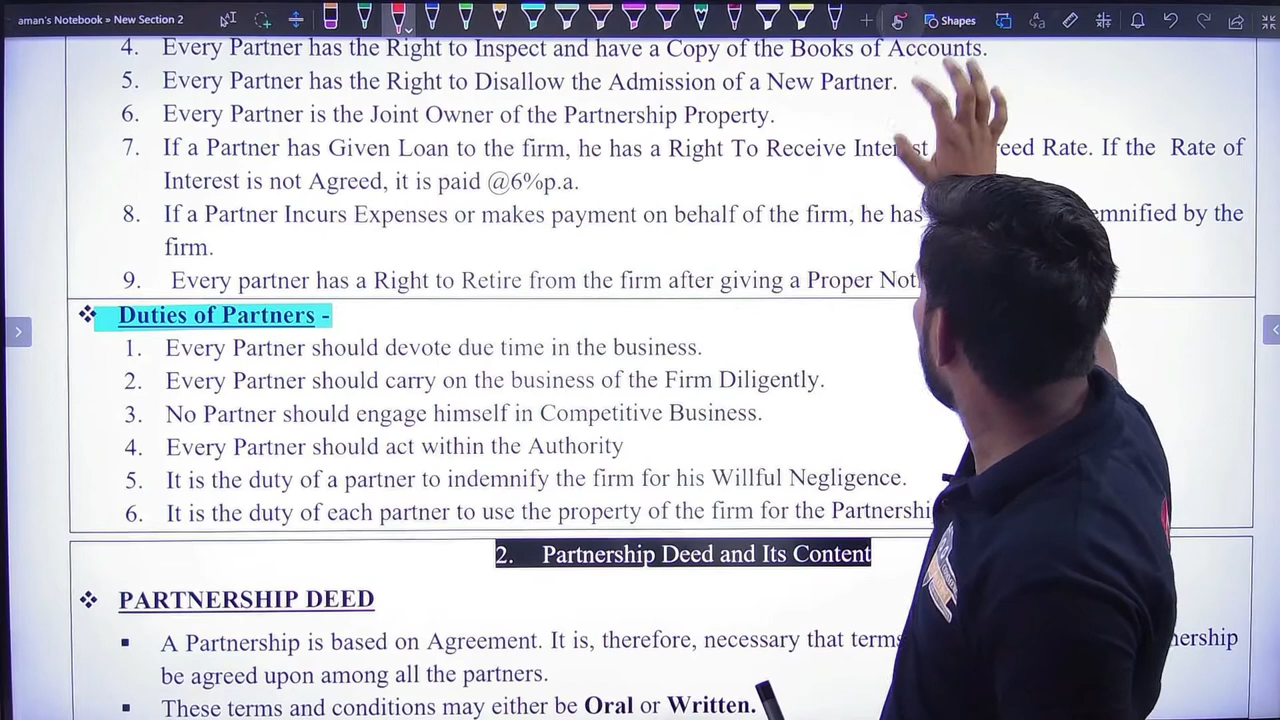 aman's Notebook » New Section 2
Shapes
4. Every Partner has the Right to Inspect and have a Copy of the Books of Accounts.
5. Every Partner has the Right to Disallow the Admission of a New Partner.
6. Every Partner is the Joint Owner of the Partnership Property.
7. If a Partner has Given Loan to the firm, he has a Right To Receive Rate. If the Rate of
Interest is not Agreed, it is paid @6%p.a.
8. If a Partner Incurs Expenses or makes payment on behalf of the firm, he has by the
firm.
9. Every partner has a Right to Retire from the firm after giving a Proper
❖ Duties of Partners -
1. Every Partner should devote due time in the business.
2. Every Partner should carry on the business of the Firm Diligently.
3. No Partner should engage himself in Competitive Business.
4. Every Partner should act within the Authority
5. It is the duty of a partner to indemnify the firm for his Willful Negligence.
6. It is the duty of each partner to use the property of the firm for the
2. Partnership Deed and Its Content
❖ PARTNERSHIP DEED
▪ A Partnership is based on Agreement. It is, therefore, necessary that
be agreed upon among all the partners.
▪ These terms and conditions may either be Oral or Written.